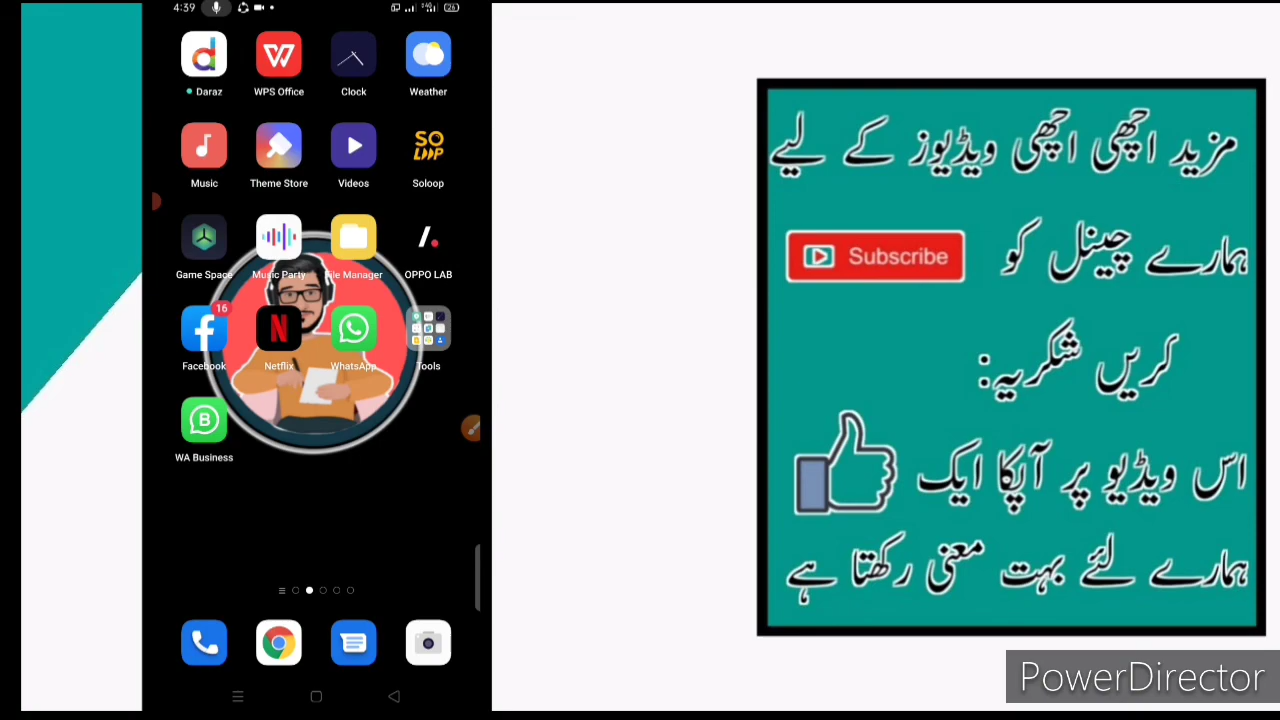 4:39
Daraz
WPS Office
Clock
Weather
SO
LOOP
Music
Theme Store
Videos
Soloop
Game Space
Music Party
File Manager
OPPO LAB
16
Facebook
Netflix
WhatsApp
Tools
WA Business
مزید اچھی اچھی ویڈیوز کے لیے
ہمارے چینل کو Subscribe
کریں شکریہ:
اس ویڈیو پر آپکا ایک
ہمارے لئے بہت معنی رکھتا ہے
PowerDirector